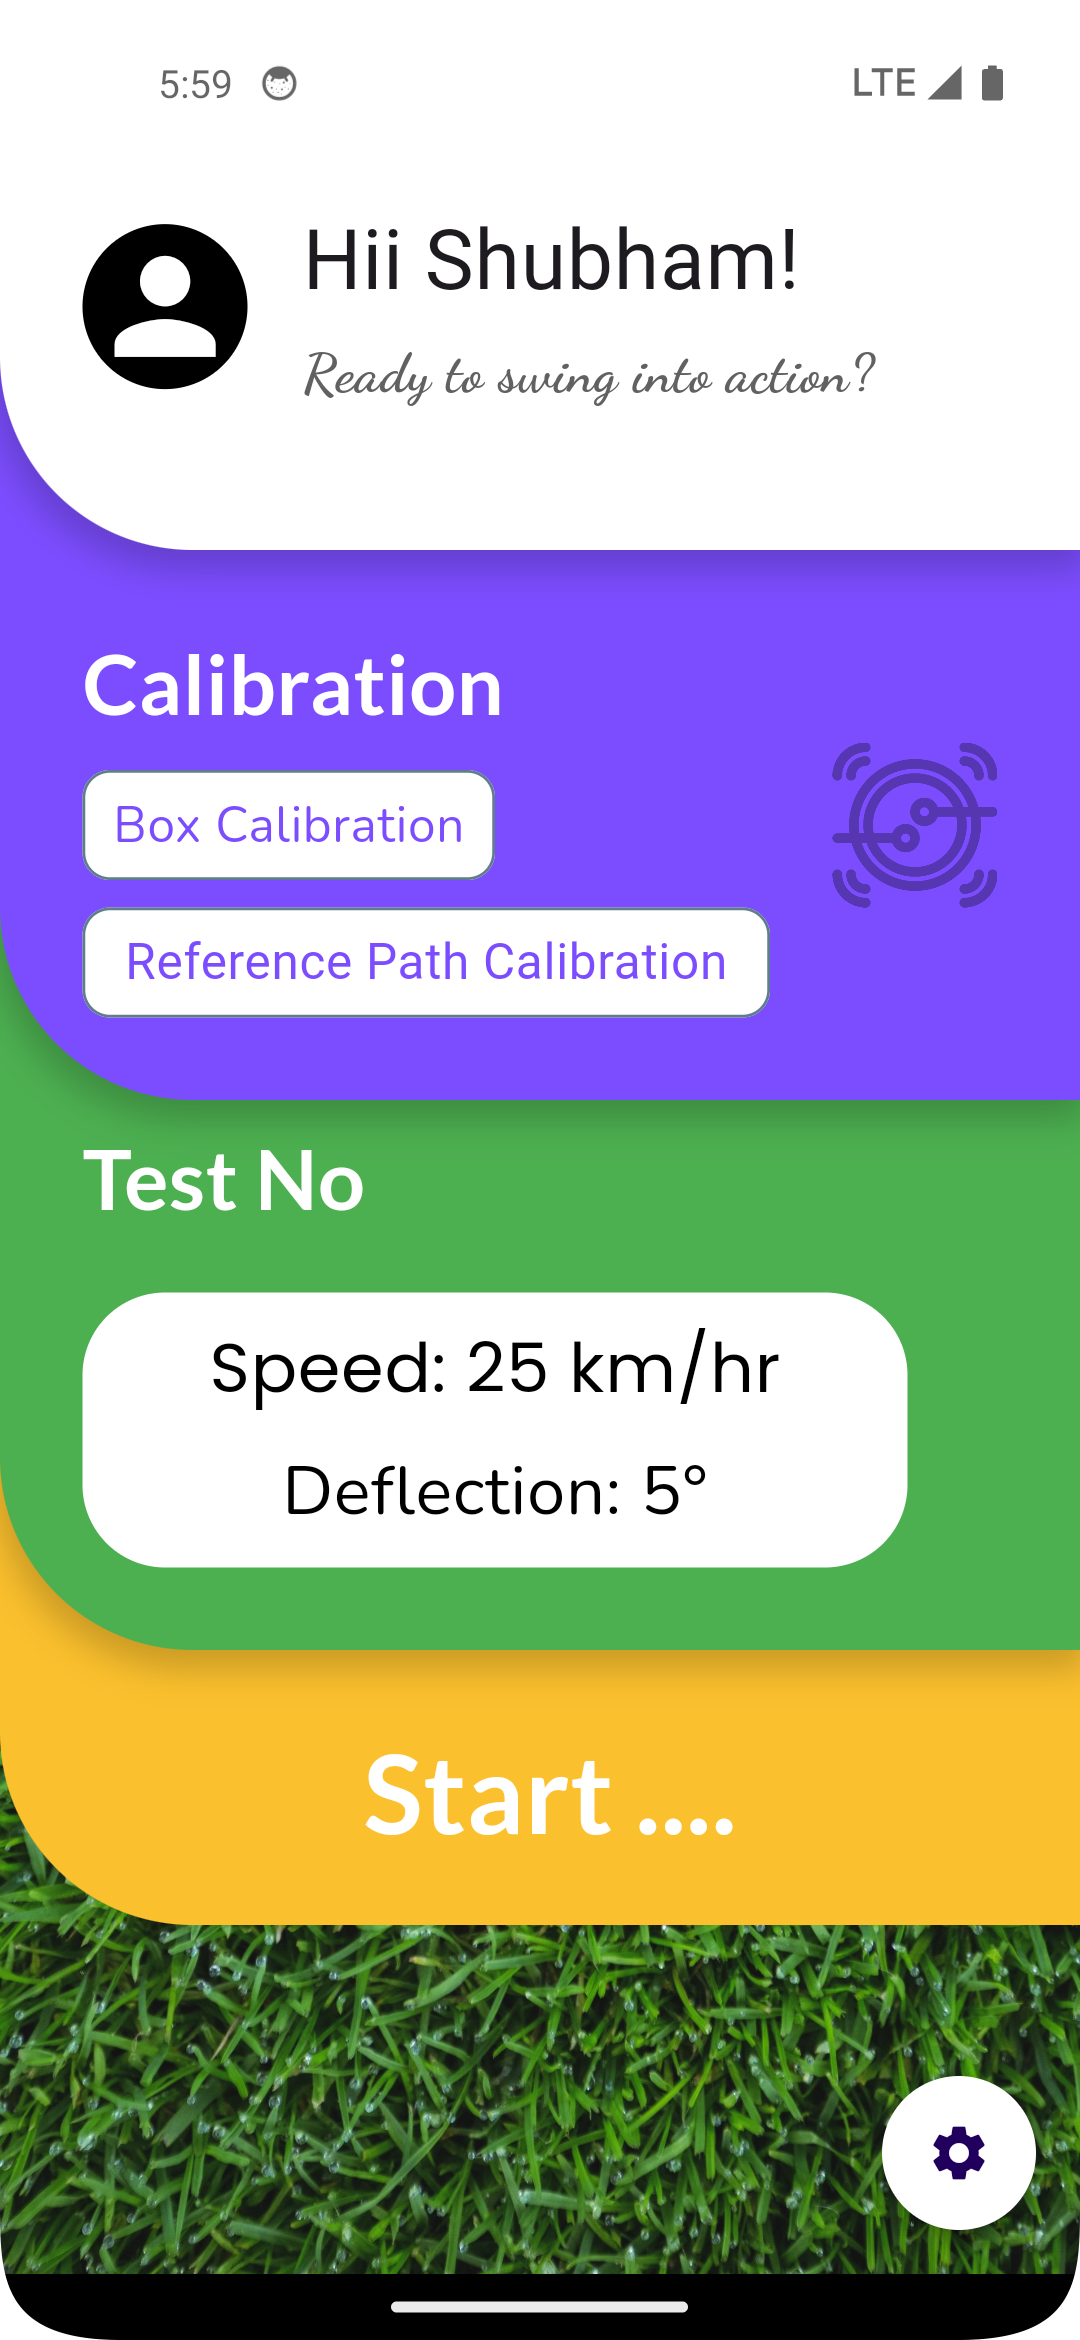 5:59
LTE
Hii Shubham!
Ready to swing into action?
Calibration
Box Calibration
Reference Path Calibration
Test No
Speed: 25 km/hr
Deflection: 5°
Start ....